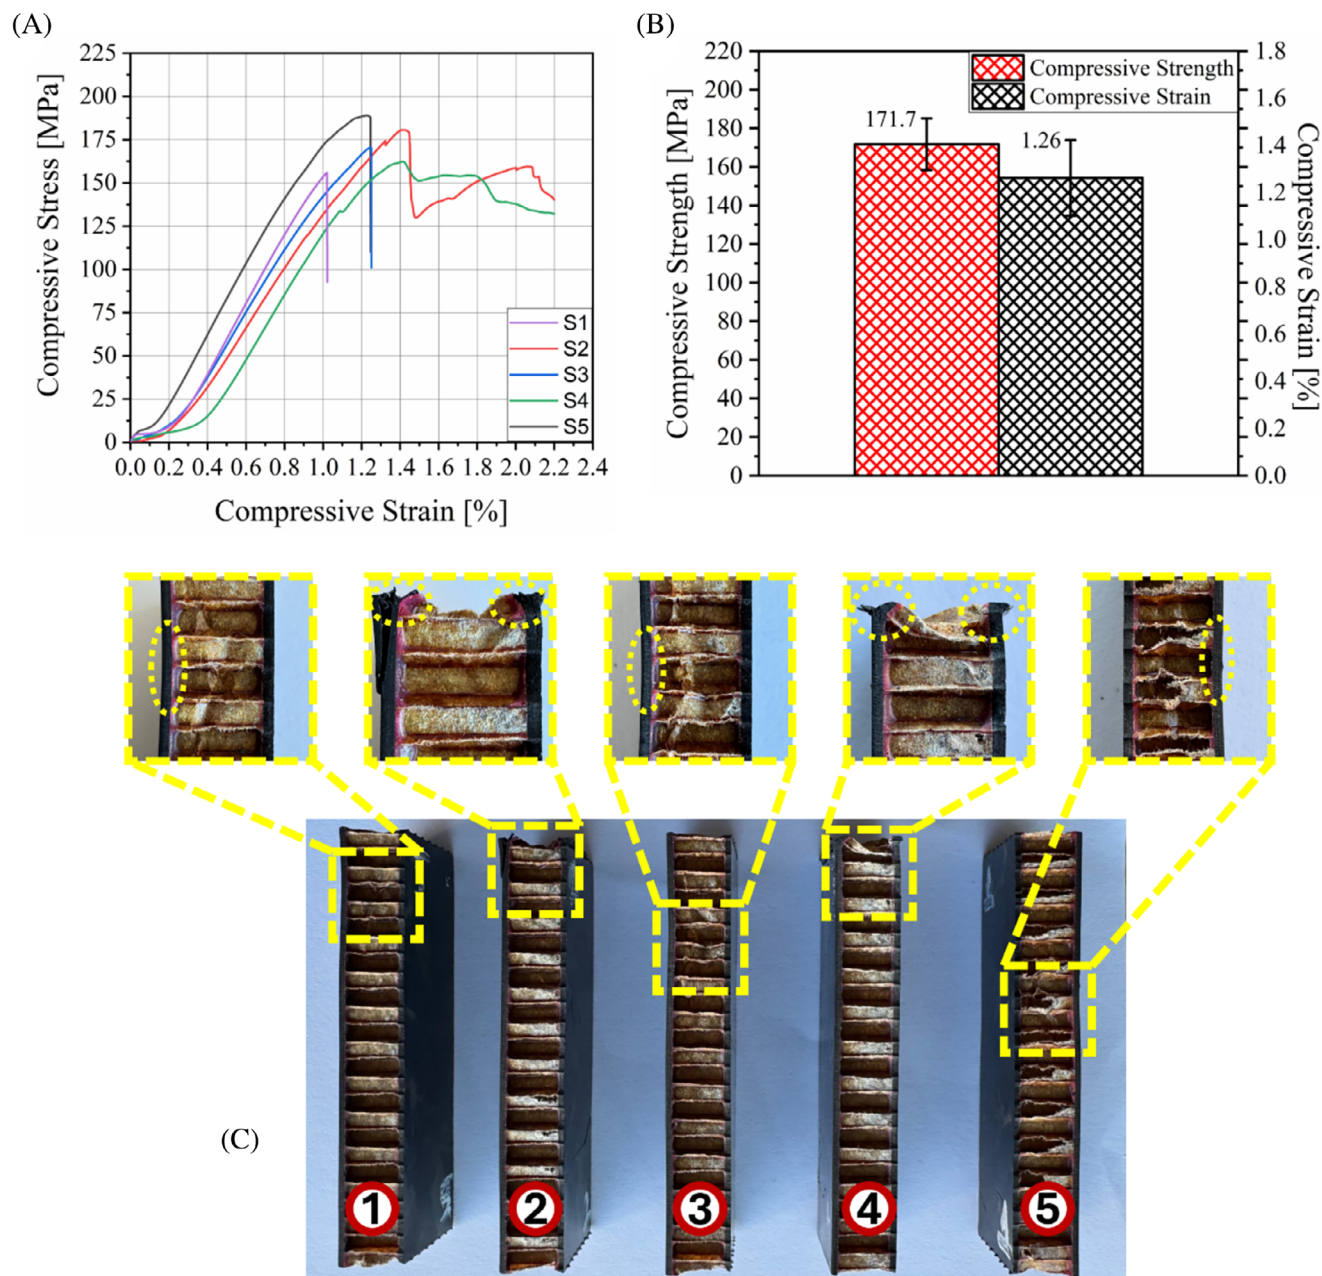 (A)
Compressive Stress [MPa]
225
200
175
150
125
100
75
50
25
0
0.0 0.2 0.4 0.6 0.8 1.0 1.2 1.4 1.6 1.8 2.0 2.2 2.4
Compressive Strain [%]
S1
S2
S3
S4
S5
(B)
Compressive Strength [MPa]
220
200
180
160
140
120
100
80
60
40
20
0
171.7
1.26
Compressive Strength
Compressive Strain
1.8
1.6
1.4
1.2
1.0
0.8
0.6
0.4
0.2
0.0
Compressive Strain [%]
(C)
1 2 3 4 5